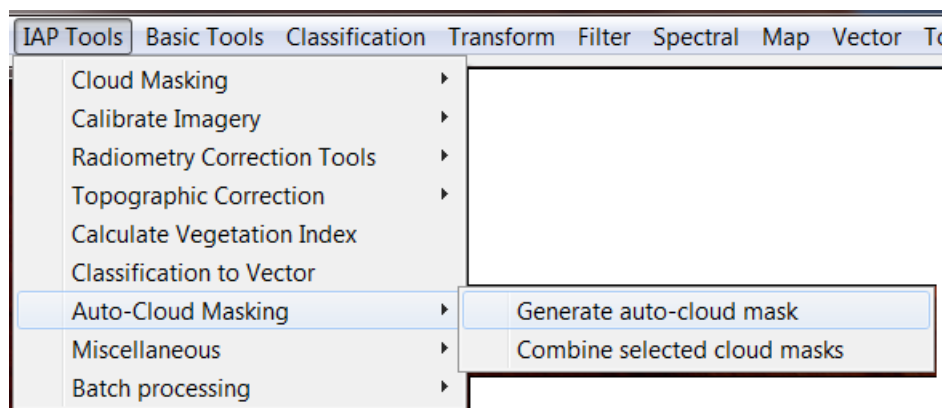 IAP Tools Basic Tools Classification Transform Filter Spectral Map Vector
Cloud Masking
Calibrate Imagery
Radiometry Correction Tools
Topographic Correction
Calculate Vegetation Index
Classification to Vector
Auto-Cloud Masking
Generate auto-cloud mask
Miscellaneous
Combine selected cloud masks
Batch processing